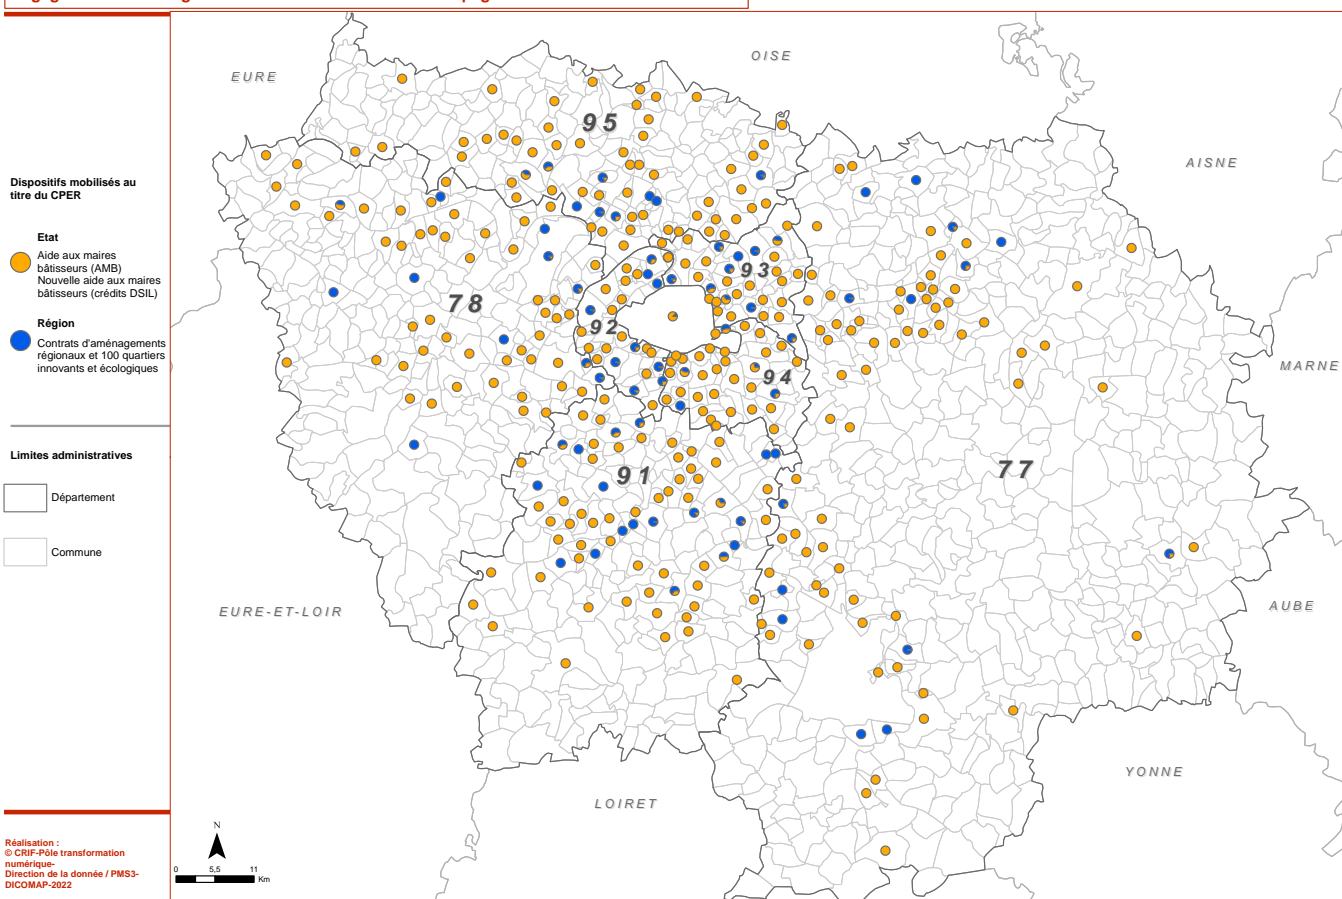 EURE
OISE
AISNE
MARNE
AUBE
YONNE
LOIRET
EURE-ET-LOIR
95
93
78
92
94
91
77
Dispositifs mobilisés au
titre du CPER
Etat
Aide aux maires
bâtisseurs (AMB)
Nouvelle aide aux maires
bâtisseurs (crédits DSIL)
Région
Contrats d'aménagements
régionaux et 100 quartiers
innovants et écologiques
Limites administratives
Département
Commune
Réalisation :
© CRIF-Pôle transformation
numérique-
Direction de la donnée / PMS3-
DICOMAP-2022
N
0 5,5 11
Km